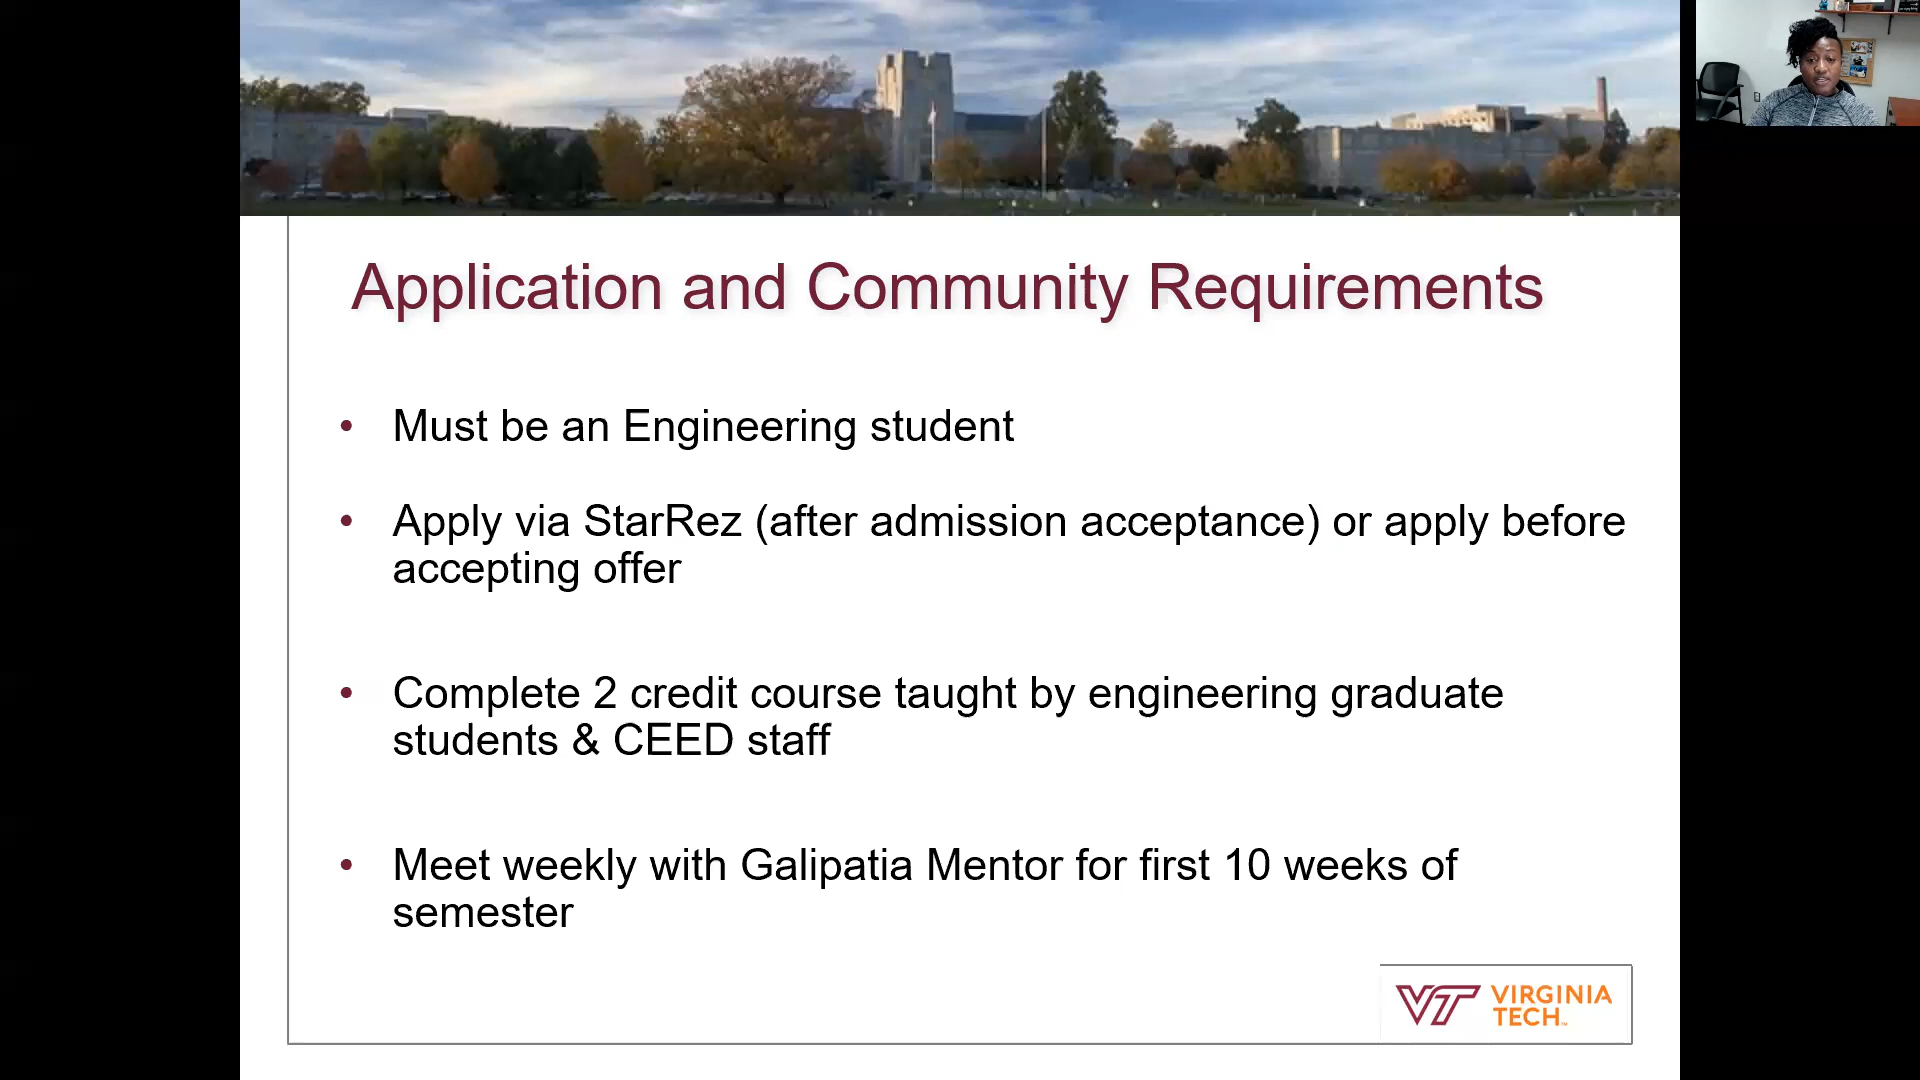 Application and Community Requirements
• Must be an Engineering student
• Apply via StarRez (after admission acceptance) or apply before
accepting offer
• Complete 2 credit course taught by engineering graduate
students & CEED staff
• Meet weekly with Galipatia Mentor for first 10 weeks of
semester
VT VIRGINIA
TECH™